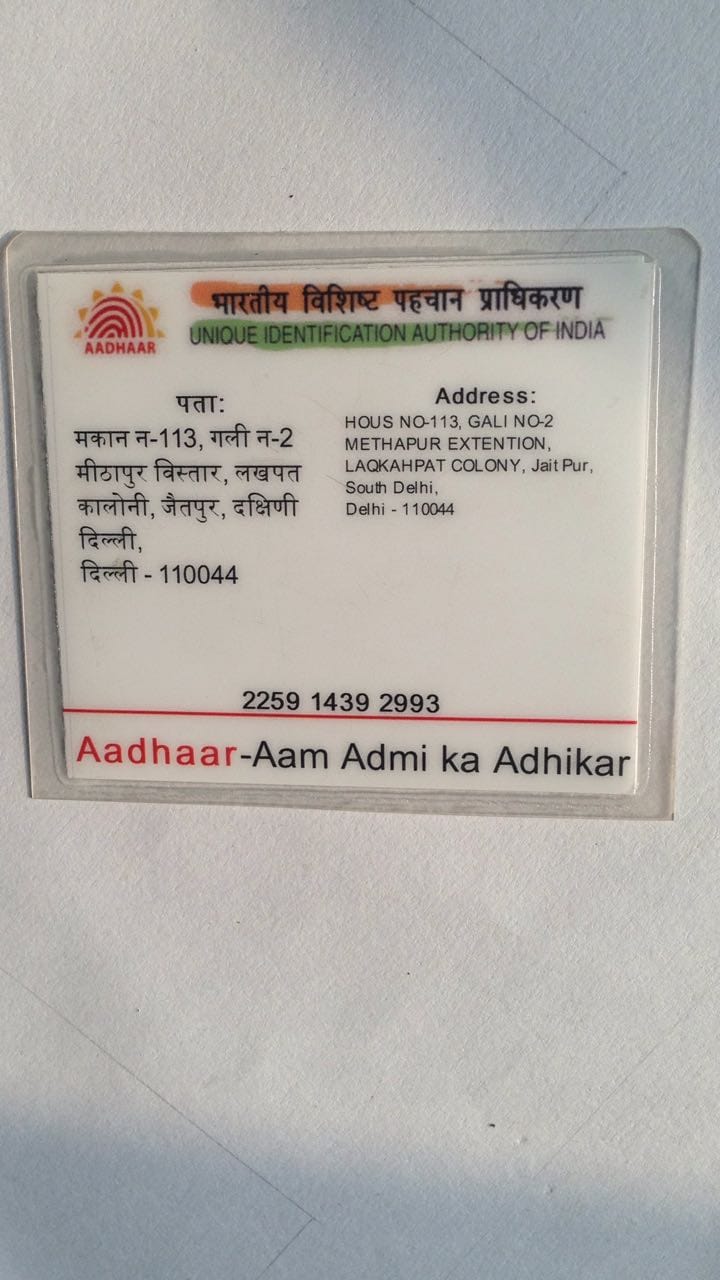 भारतीय विशिष्ट पहचान प्राधिकरण
UNIQUE IDENTIFICATION AUTHORITY OF INDIA
AADHAAR
पता:
मकान न-113, गली न-2
मीठापुर विस्तार, लखपत
कालोनी, जैतपुर, दक्षिणी
दिल्ली,
दिल्ली - 110044
Address:
HOUS NO-113, GALI NO-2
METHAPUR EXTENTION,
LAQKAHPAT COLONY, Jait Pur,
South Delhi,
Delhi - 110044
2259 1439 2993
Aadhaar-Aam Admi ka Adhikar